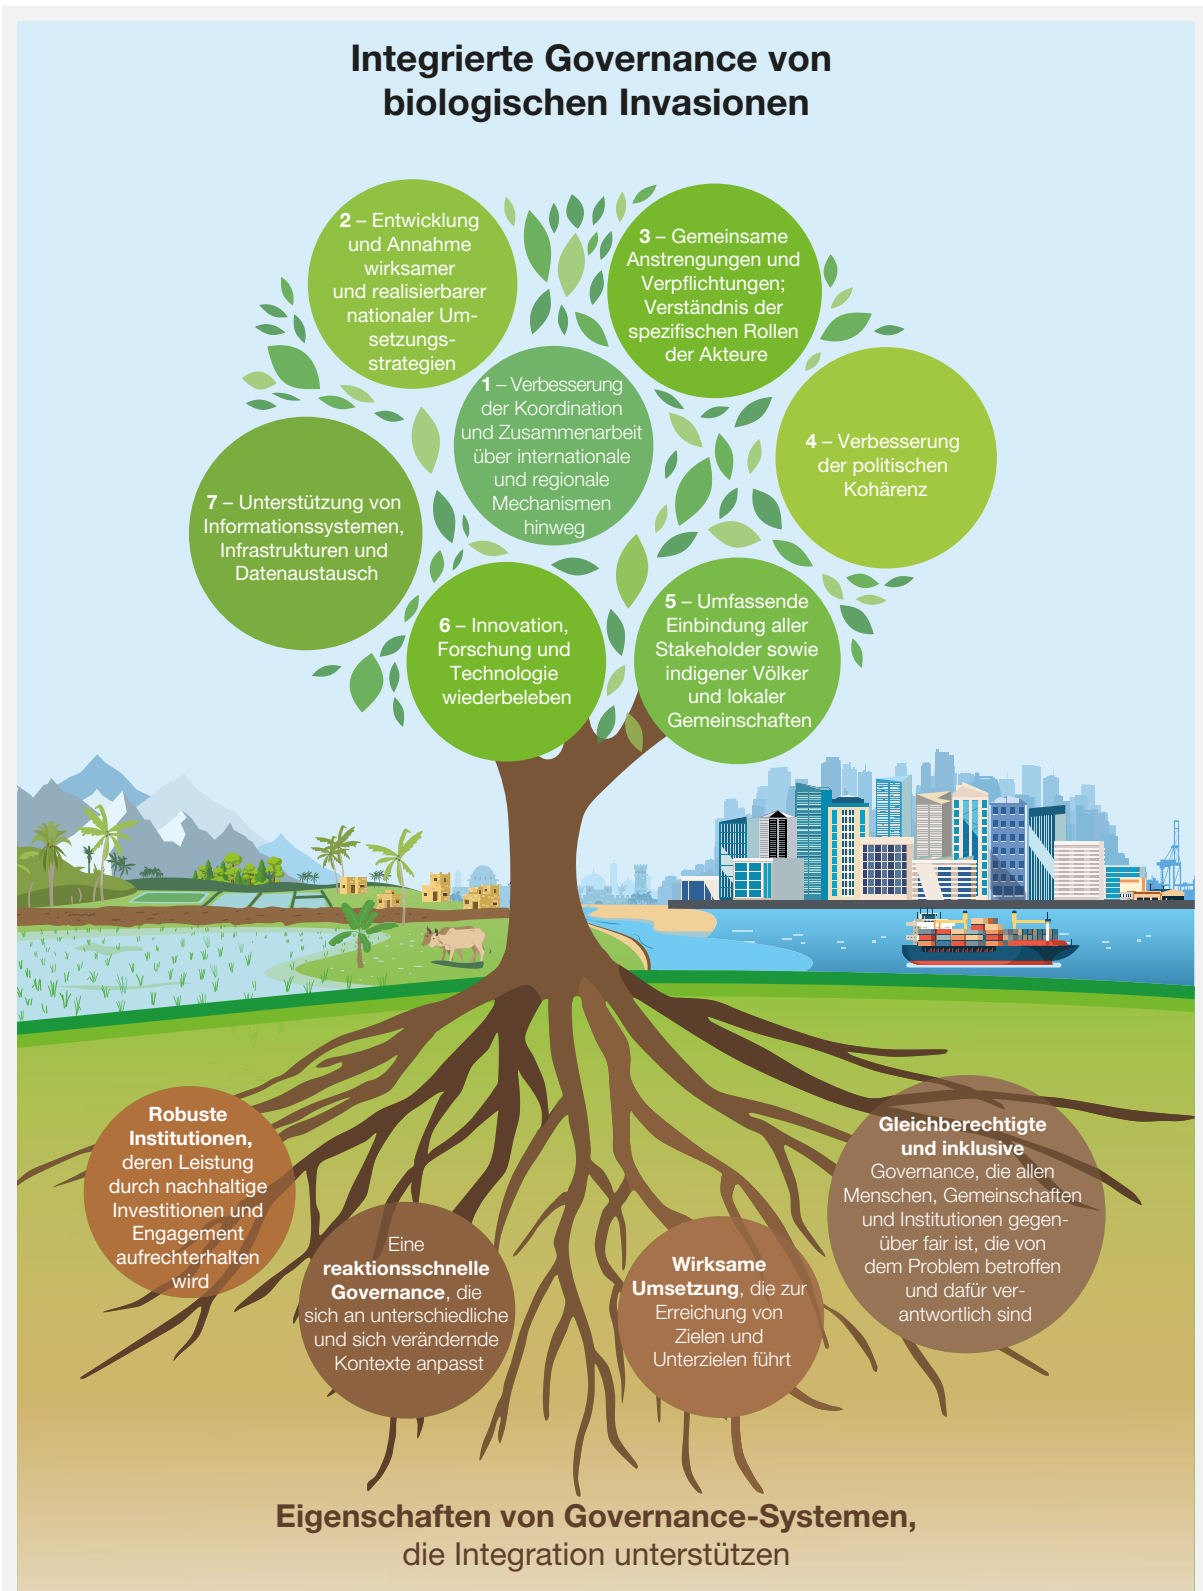 Integrierte Governance von
biologischen Invasionen
2 – Entwicklung
und Annahme
wirksamer
und realisierbarer
nationaler Um-
setzungs-
strategien
3 – Gemeinsame
Anstrengungen und
Verpflichtungen;
Verständnis der
spezifischen Rollen
der Akteure
1 – Verbesserung
der Koordination
und Zusammenarbeit
über internationale
und regionale
Mechanismen
hinweg
4 – Verbesserung
der politischen
Kohärenz
7 – Unterstützung von
Informationssystemen,
Infrastrukturen und
Datenaustausch
6 – Innovation,
Forschung und
Technologie
wiederbeleben
5 – Umfassende
Einbindung aller
Stakeholder sowie
indigener Völker
und lokaler
Gemeinschaften
Robuste
Institutionen,
deren Leistung
durch nachhaltige
Investitionen und
Engagement
aufrechterhalten
wird
Eine
reaktionsschnelle
Governance, die
sich an unterschiedliche
und sich verändernde
Kontexte anpasst
Wirksame
Umsetzung, die zur
Erreichung von
Zielen und
Unterzielen führt
Gleichberechtigte
und inklusive
Governance, die allen
Menschen, Gemeinschaften
und Institutionen gegen-
über fair ist, die von
dem Problem betroffen
und dafür ver-
antwortlich sind
Eigenschaften von Governance-Systemen,
die Integration unterstützen